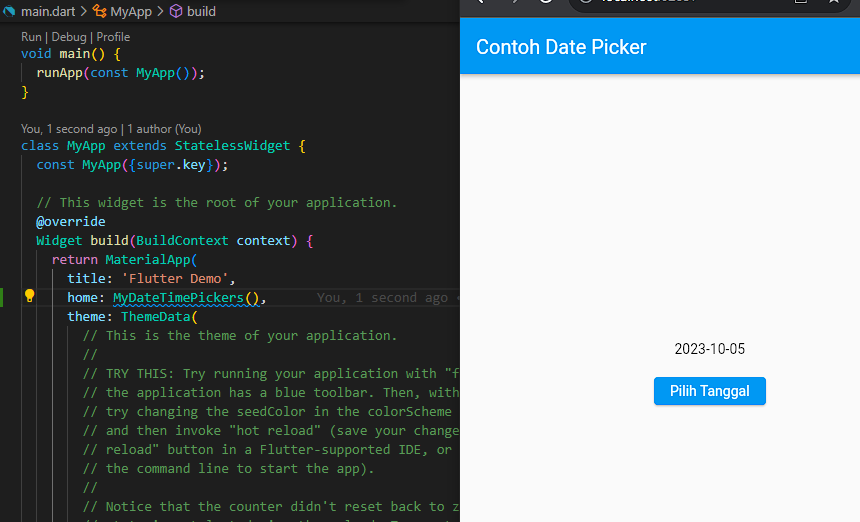 main.dart > MyApp > build
Run | Debug | Profile
void main() {
runApp(const MyApp());
}
You, 1 second ago | 1 author (You)
class MyApp extends StatelessWidget {
const MyApp({super.key});
// This widget is the root of your application.
@override
Widget build(BuildContext context) {
return MaterialApp(
title: 'Flutter Demo',
home: MyDateTimePickers(), You, 1 second ago
theme: ThemeData(
// This is the theme of your application.
//
// TRY THIS: Try running your application with "f
// the application has a blue toolbar. Then, with
// try changing the seedColor in the colorScheme
// and then invoke "hot reload" (save your change
// reload" button in a Flutter-supported IDE, or
// the command line to start the app).
//
// Notice that the counter didn't reset back to z
Contoh Date Picker
2023-10-05
Pilih Tanggal